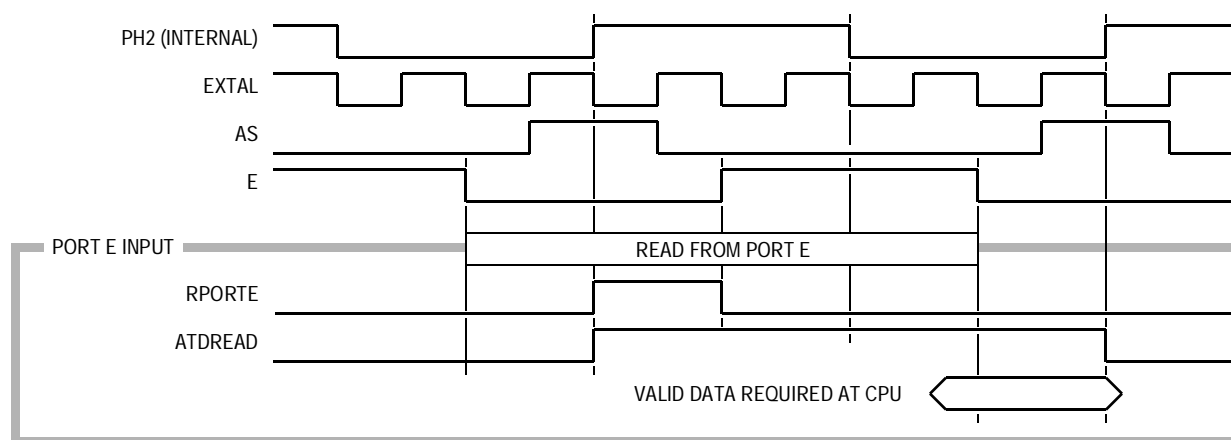 PH2 (INTERNAL)
EXTAL
AS
E
PORT E INPUT
READ FROM PORT E
RPORTE
ATDREAD
VALID DATA REQUIRED AT CPU